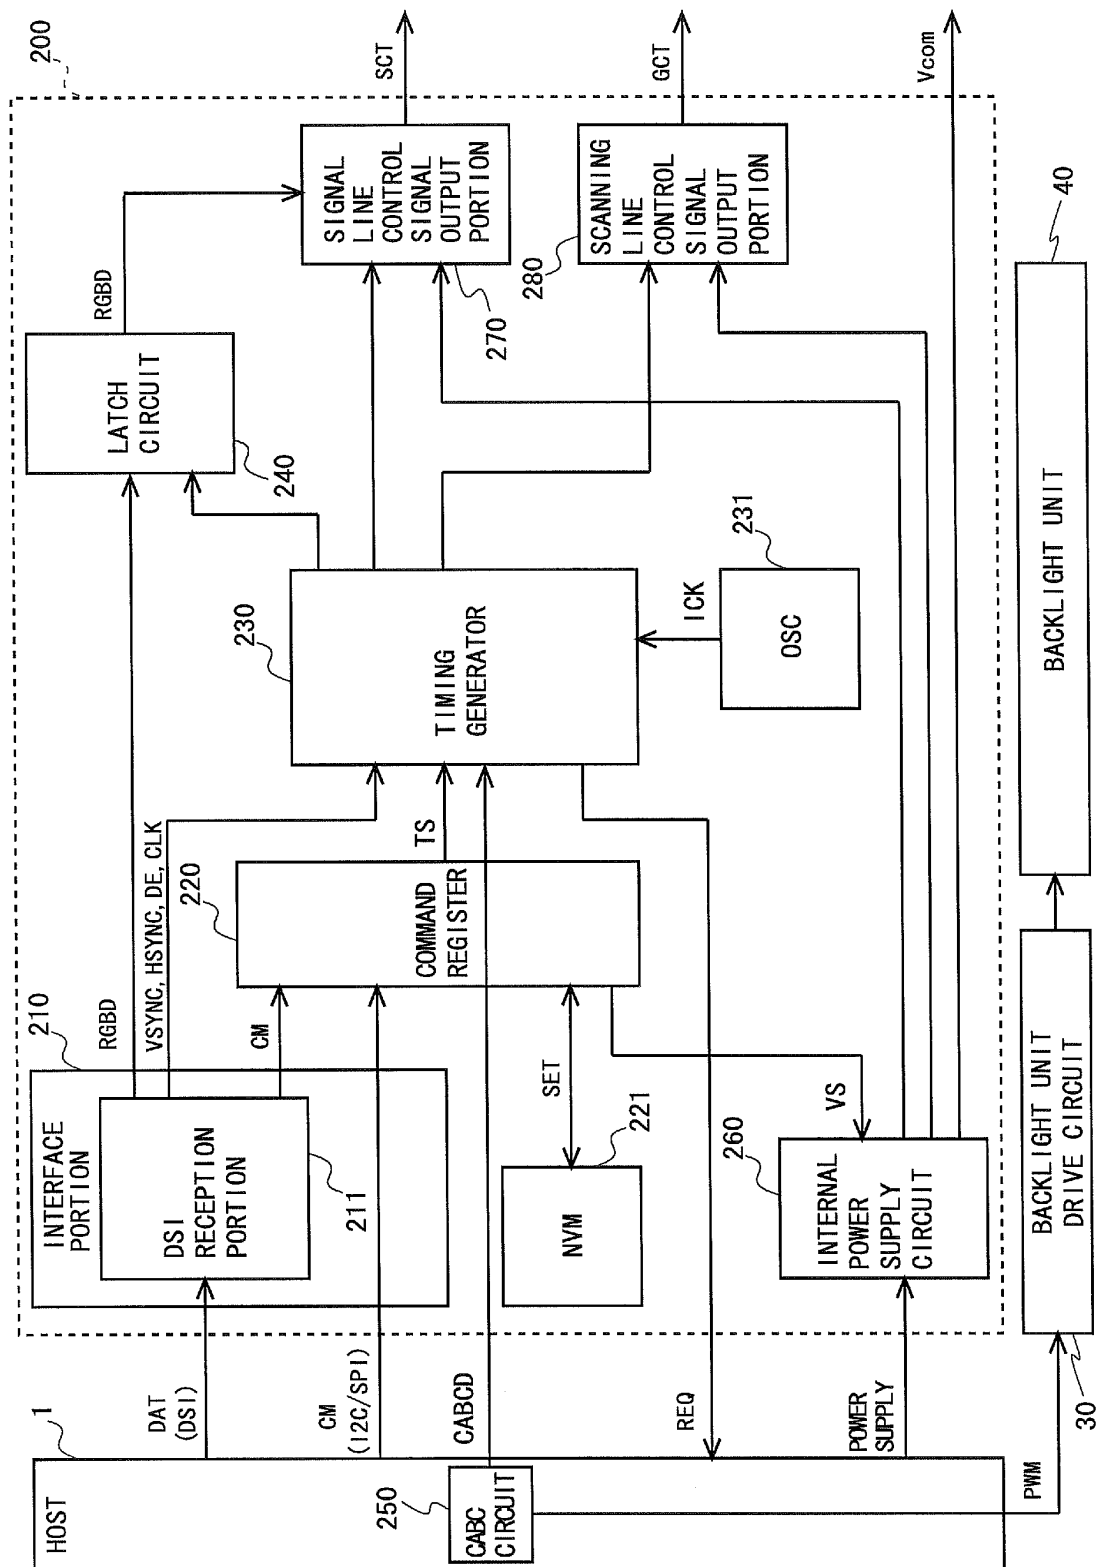 HOST
1
250
CABC
CIRCUIT
DAT
(DSI)
CM
(I2C/SPI)
CABCD
REQ
POWER
SUPPLY
PWM
200
210
INTERFACE
PORTION
DSI
RECEPTION
PORTION
211
RGBD
VSYNC, HSYNC, DE, CLK
CM
220
COMMAND
REGISTER
SET
NVM
221
VS
260
INTERNAL
POWER
SUPPLY
CIRCUIT
TS
230
TIMING
GENERATOR
ICK
OSC
231
LATCH
CIRCUIT
240
RGBD
SIGNAL
LINE
CONTROL
SIGNAL
OUTPUT
PORTION
270
SCANNING
LINE
CONTROL
SIGNAL
OUTPUT
PORTION
280
SCT
GCT
Vcom
BACKLIGHT UNIT
DRIVE CIRCUIT
30
BACKLIGHT UNIT
40